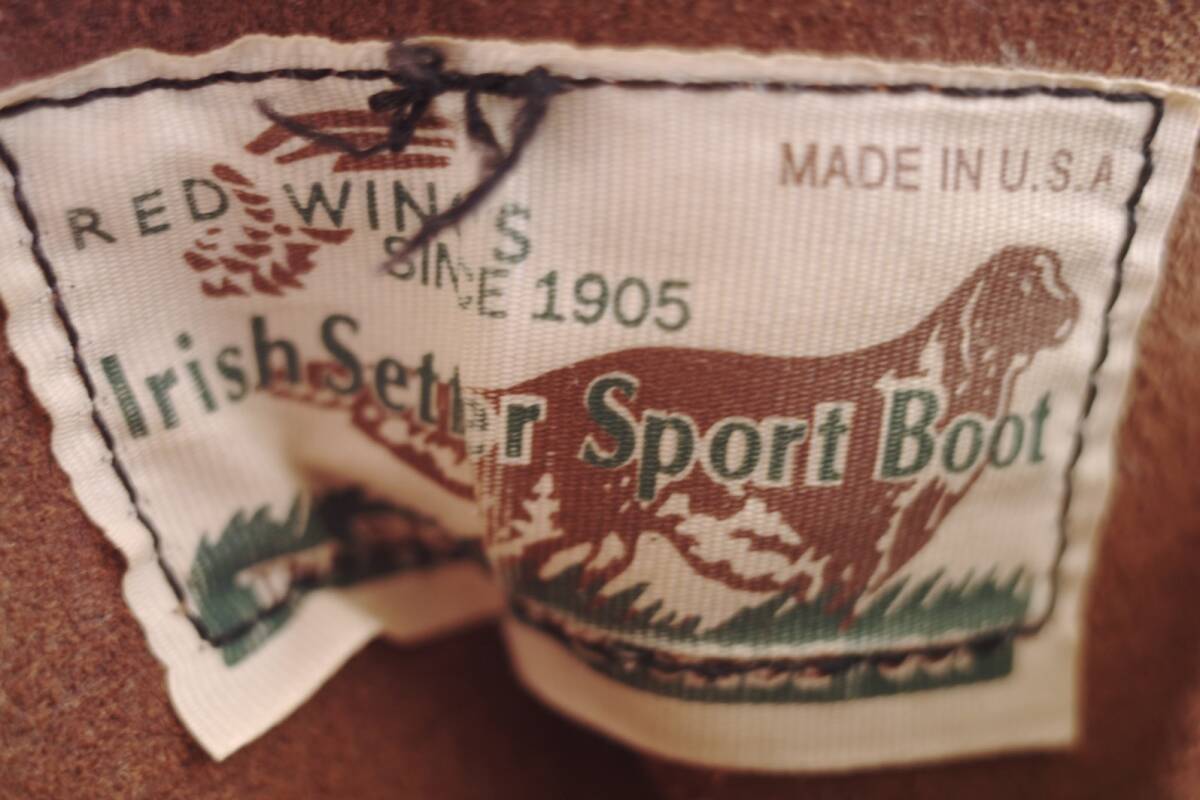 RED WINGS
SINCE 1905
MADE IN U.S.A
Irish Setter Sport Boot